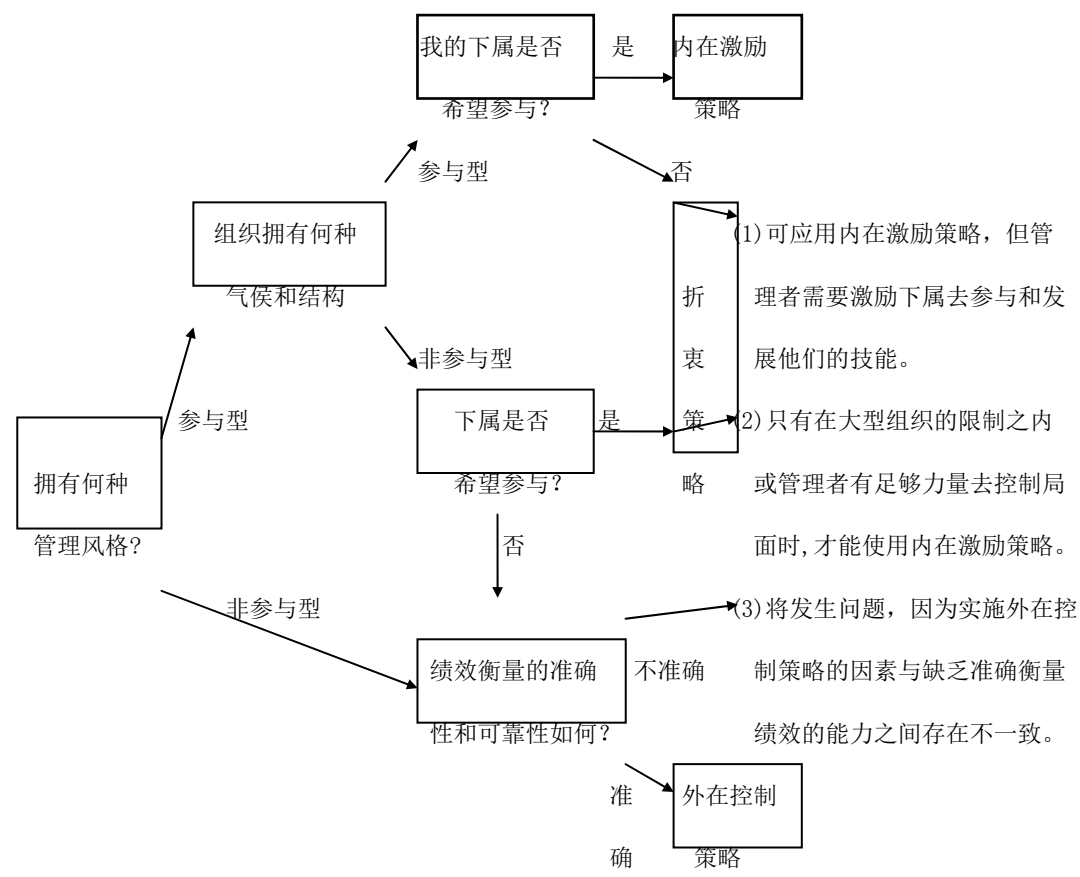 我的下属是否 是 内在激励
希望参与? 策略
参与型 否
组织拥有何种 (1)可应用内在激励策略，但管
气侯和结构 折 理者需要激励下属去参与和发
非参与型 衷 展他们的技能。
参与型 下属是否 是 策 (2)只有在大型组织的限制之内
拥有何种 希望参与? 略 或管理者有足够力量去控制局
管理风格? 否 面时,才能使用内在激励策略。
非参与型 (3)将发生问题，因为实施外在控
绩效衡量的准确 不准确 制策略的因素与缺乏准确衡量
性和可靠性如何? 绩效的能力之间存在不一致。
准 外在控制
确 策略